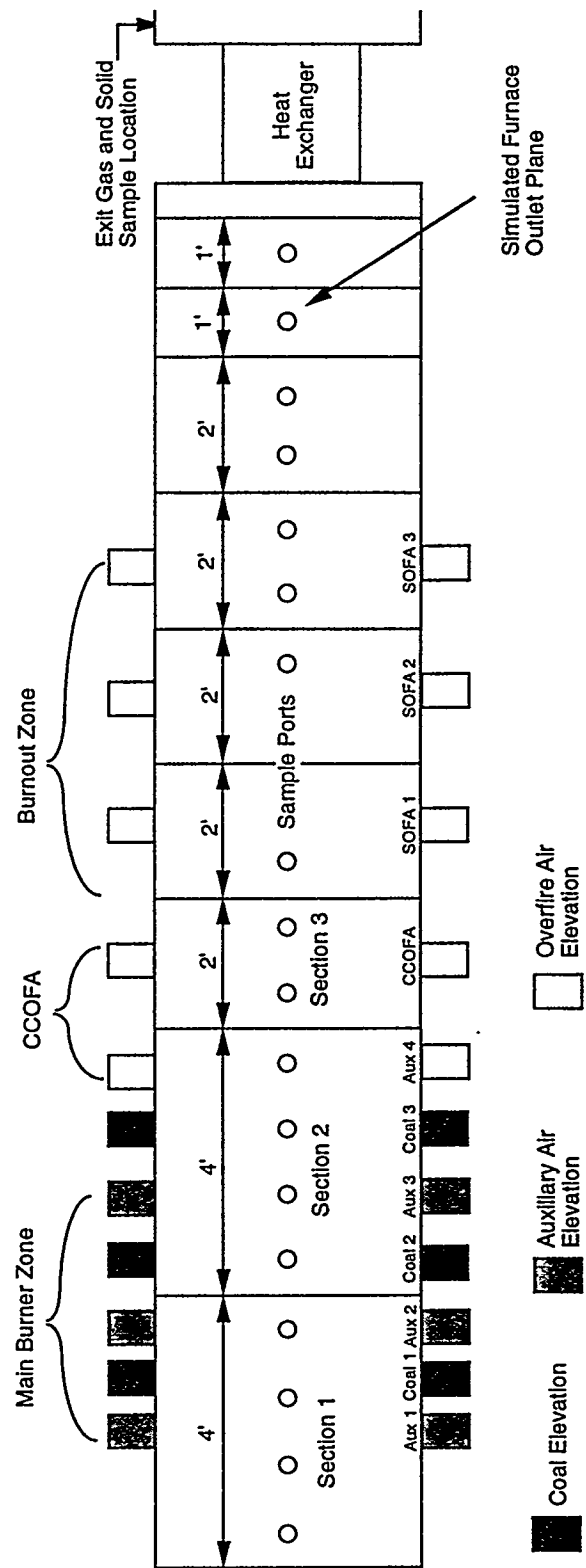 Exit Gas and Solid
Sample Location
Burnout Zone
CCOFA
Main Burner Zone
4'
4'
2'
2'
2'
2'
2'
1'
1'
Heat
Exchanger
Section 1
Section 2
Section 3
Sample Ports
Simulated Furnace
Outlet Plane
Aux 1
Coal 1
Aux 2
Coal 2
Aux 3
Coal 3
Aux 4
CCOFA
SOFA 1
SOFA 2
SOFA 3
Coal Elevation
Auxillary Air
Elevation
Overfire Air
Elevation